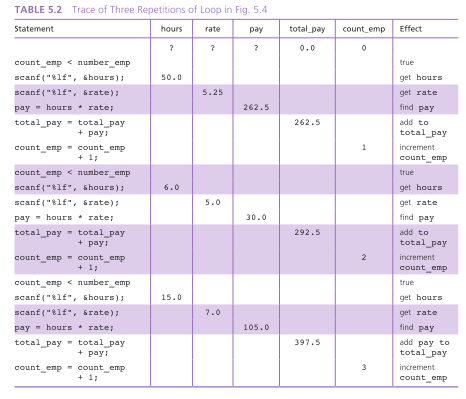 TABLE 5.2 Trace of Three Repetitions of Loop in Fig. 5.4
Statement hours rate pay total_pay count_emp Effect
? ? ? 0.0 0
count_emp < number_emp true
scanf("%lf", &hours); 50.0 get hours
scanf("%lf", &rate); 5.25 get rate
pay = hours * rate; 262.5 find pay
total_pay = total_pay 262.5 add to
+ pay; total_pay
count_emp = count_emp 1 increment
+ 1; count_emp
count_emp < number_emp true
scanf("%lf", &hours); 6.0 get hours
scanf("%lf", &rate); 5.0 get rate
pay = hours * rate; 30.0 find pay
total_pay = total_pay 292.5 add to
+ pay; total_pay
count_emp = count_emp 2 increment
+ 1; count_emp
count_emp < number_emp true
scanf("%lf", &hours); 15.0 get hours
scanf("%lf", &rate); 7.0 get rate
pay = hours * rate; 105.0 find pay
total_pay = total_pay 397.5 add pay to
+ pay; total_pay
count_emp = count_emp 3 increment
+ 1; count_emp